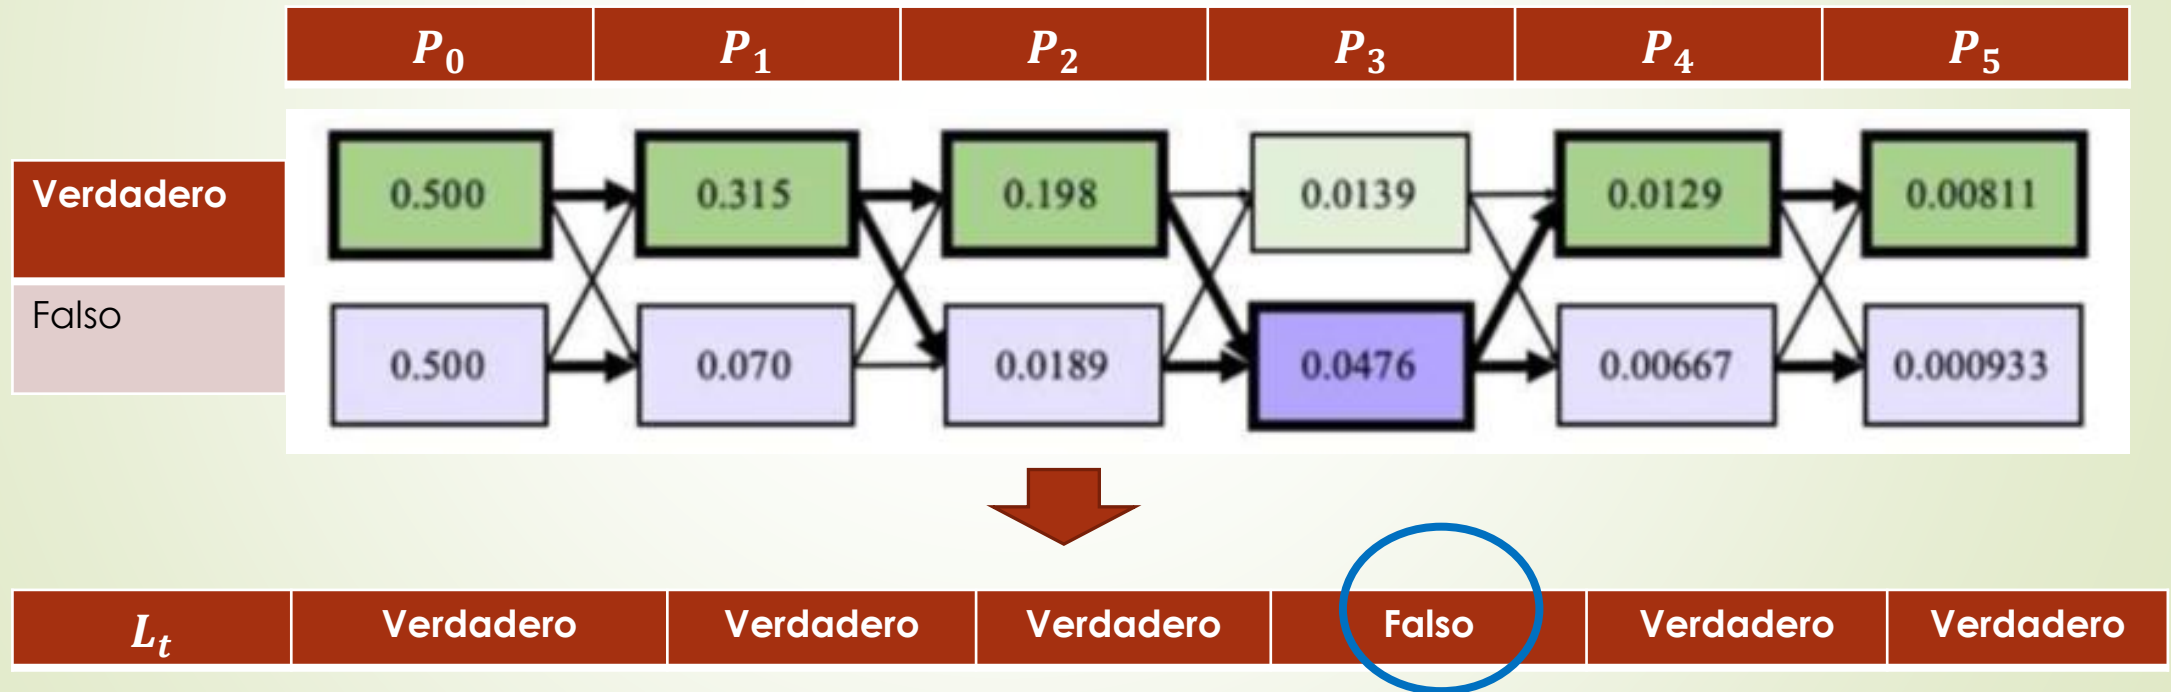 P0 P1 P2 P3 P4 P5
Verdadero 0.500 0.315 0.198 0.0139 0.0129 0.00811
Falso 0.500 0.070 0.0189 0.0476 0.00667 0.000933
Lt Verdadero Verdadero Verdadero Falso Verdadero Verdadero